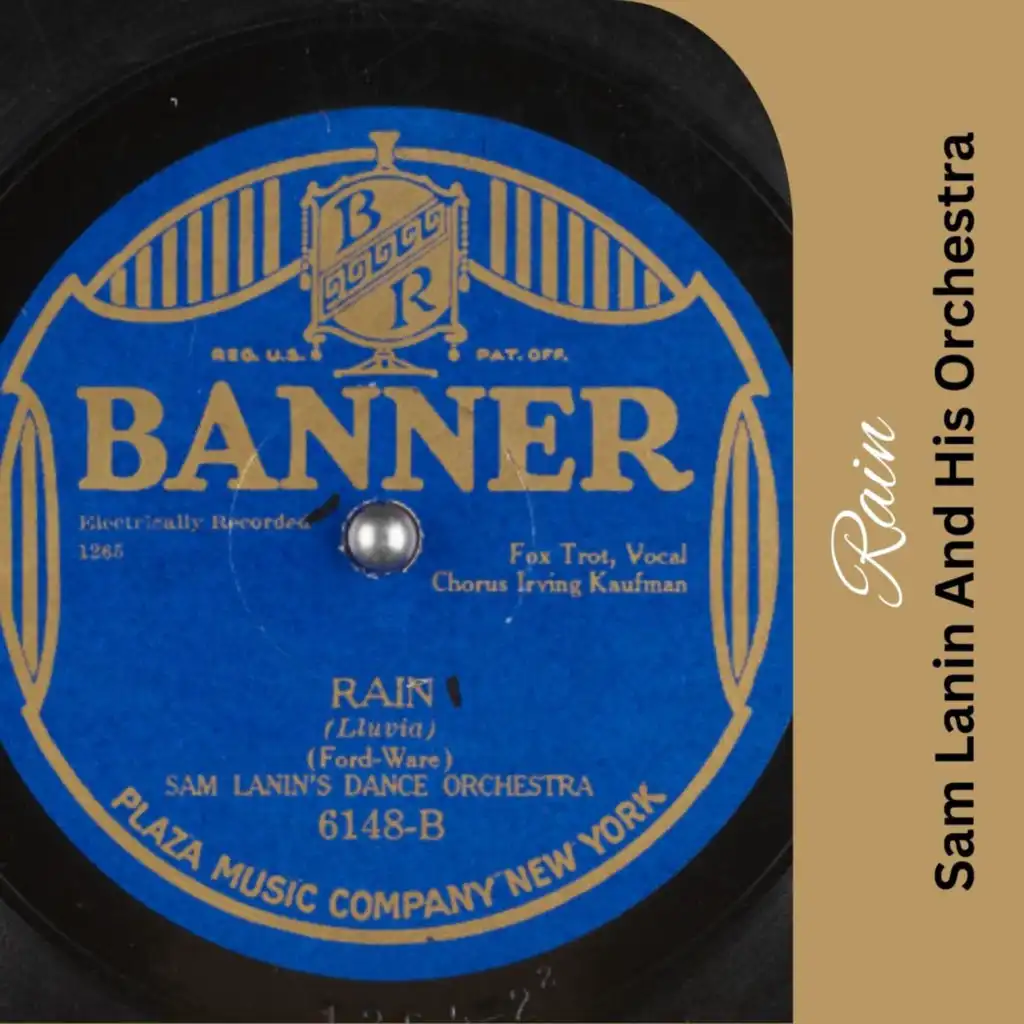 B
R
REG. U.S. PAT. OFF.
BANNER
Electrically Recorded
1265
Fox Trot, Vocal
Chorus Irving Kaufman
RAIN
(Lluvia)
(Ford-Ware)
SAM LANIN'S DANCE ORCHESTRA
6148-B
PLAZA MUSIC COMPANY NEW YORK
Rain
Sam Lanin And His Orchestra